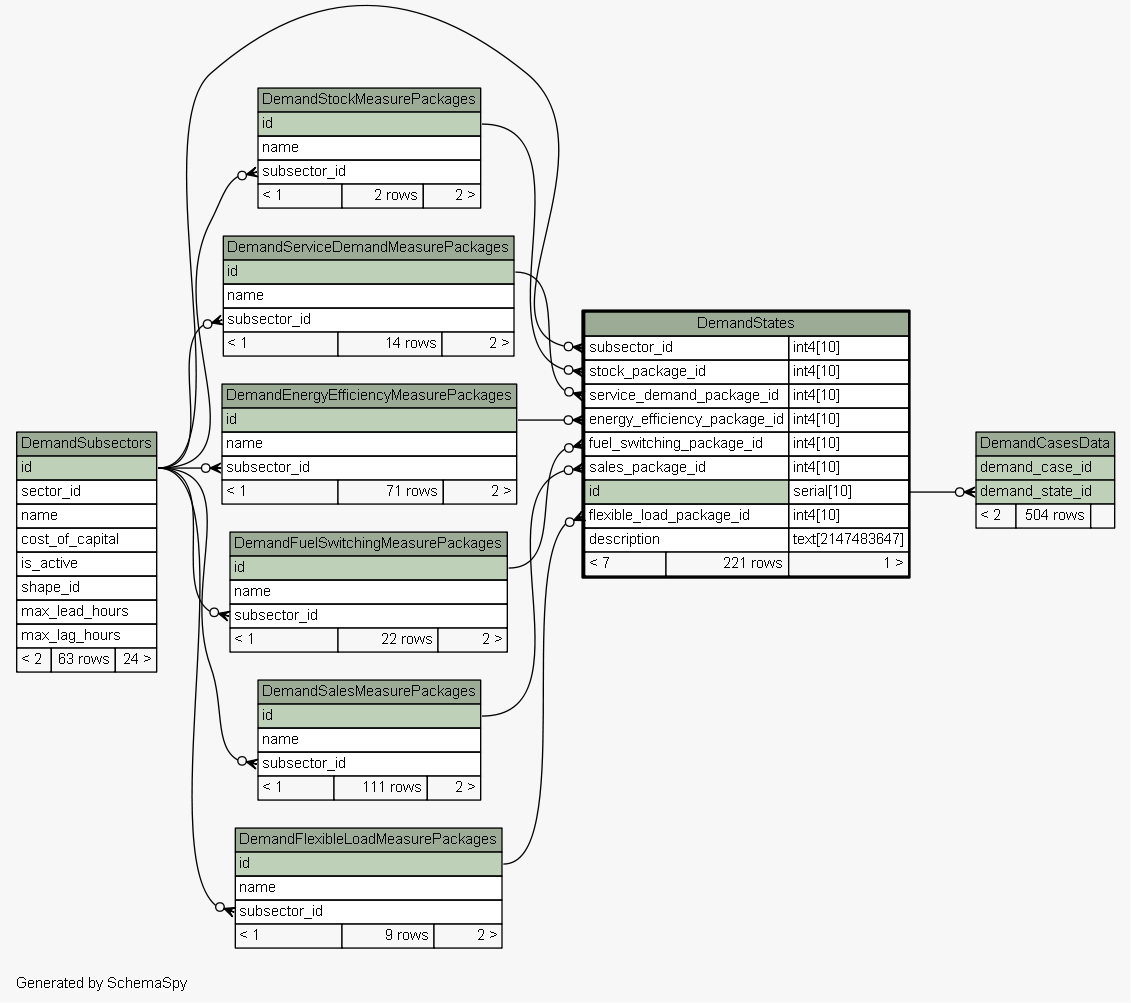 DemandStockMeasurePackages
id
name
subsector_id
< 1 2 rows 2 >
DemandServiceDemandMeasurePackages
id
name
subsector_id
< 1 14 rows 2 >
DemandEnergyEfficiencyMeasurePackages
id
name
subsector_id
< 1 71 rows 2 >
DemandFuelSwitchingMeasurePackages
id
name
subsector_id
< 1 22 rows 2 >
DemandSalesMeasurePackages
id
name
subsector_id
< 1 111 rows 2 >
DemandFlexibleLoadMeasurePackages
id
name
subsector_id
< 1 9 rows 2 >
DemandSubsectors
id
sector_id
name
cost_of_capital
is_active
shape_id
max_lead_hours
max_lag_hours
< 2 63 rows 24 >
DemandStates
subsector_id int4[10]
stock_package_id int4[10]
service_demand_package_id int4[10]
energy_efficiency_package_id int4[10]
fuel_switching_package_id int4[10]
sales_package_id int4[10]
id serial[10]
flexible_load_package_id int4[10]
description text[2147483647]
< 7 221 rows 1 >
DemandCasesData
demand_case_id
demand_state_id
< 2 504 rows
Generated by SchemaSpy